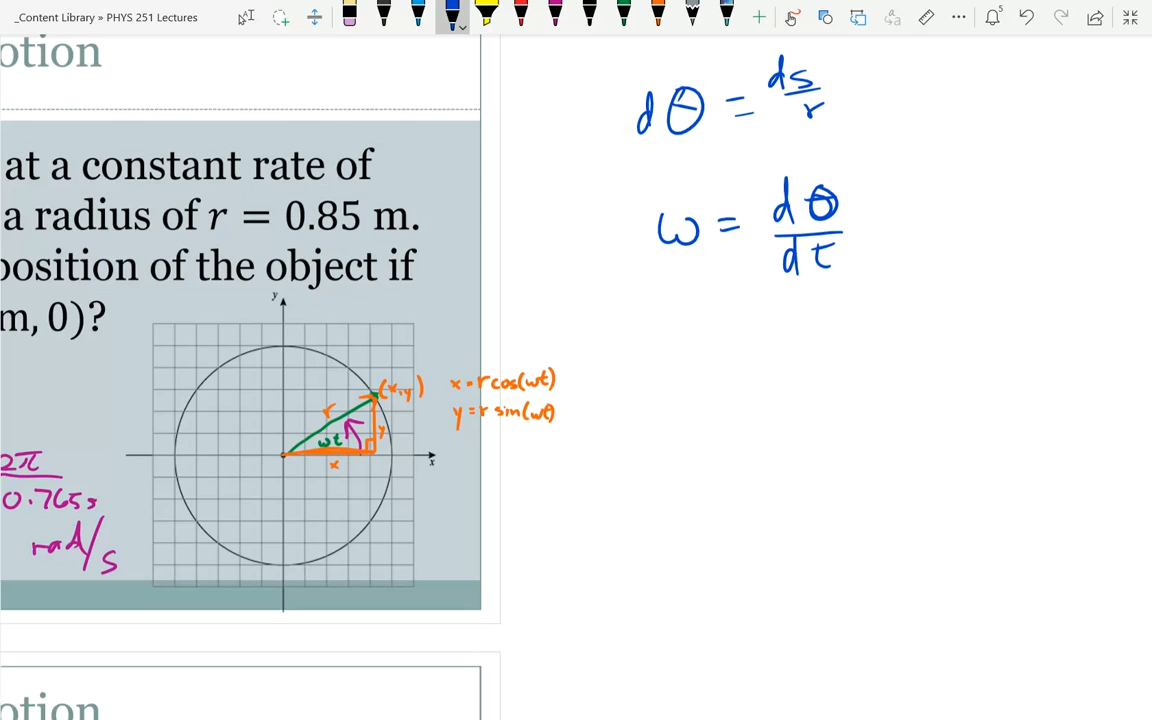 _Content Library » PHYS 251 Lectures
5
otion
at a constant rate of
a radius of r = 0.85 m.
position of the object if
m, 0)?
y
(x,y)
r
ωt
y
x
x
x = r cos(ωt)
y = r sin(ωt)
2π
0.765 s
rad/s
dθ = ds/r
ω = dθ/dt
otion